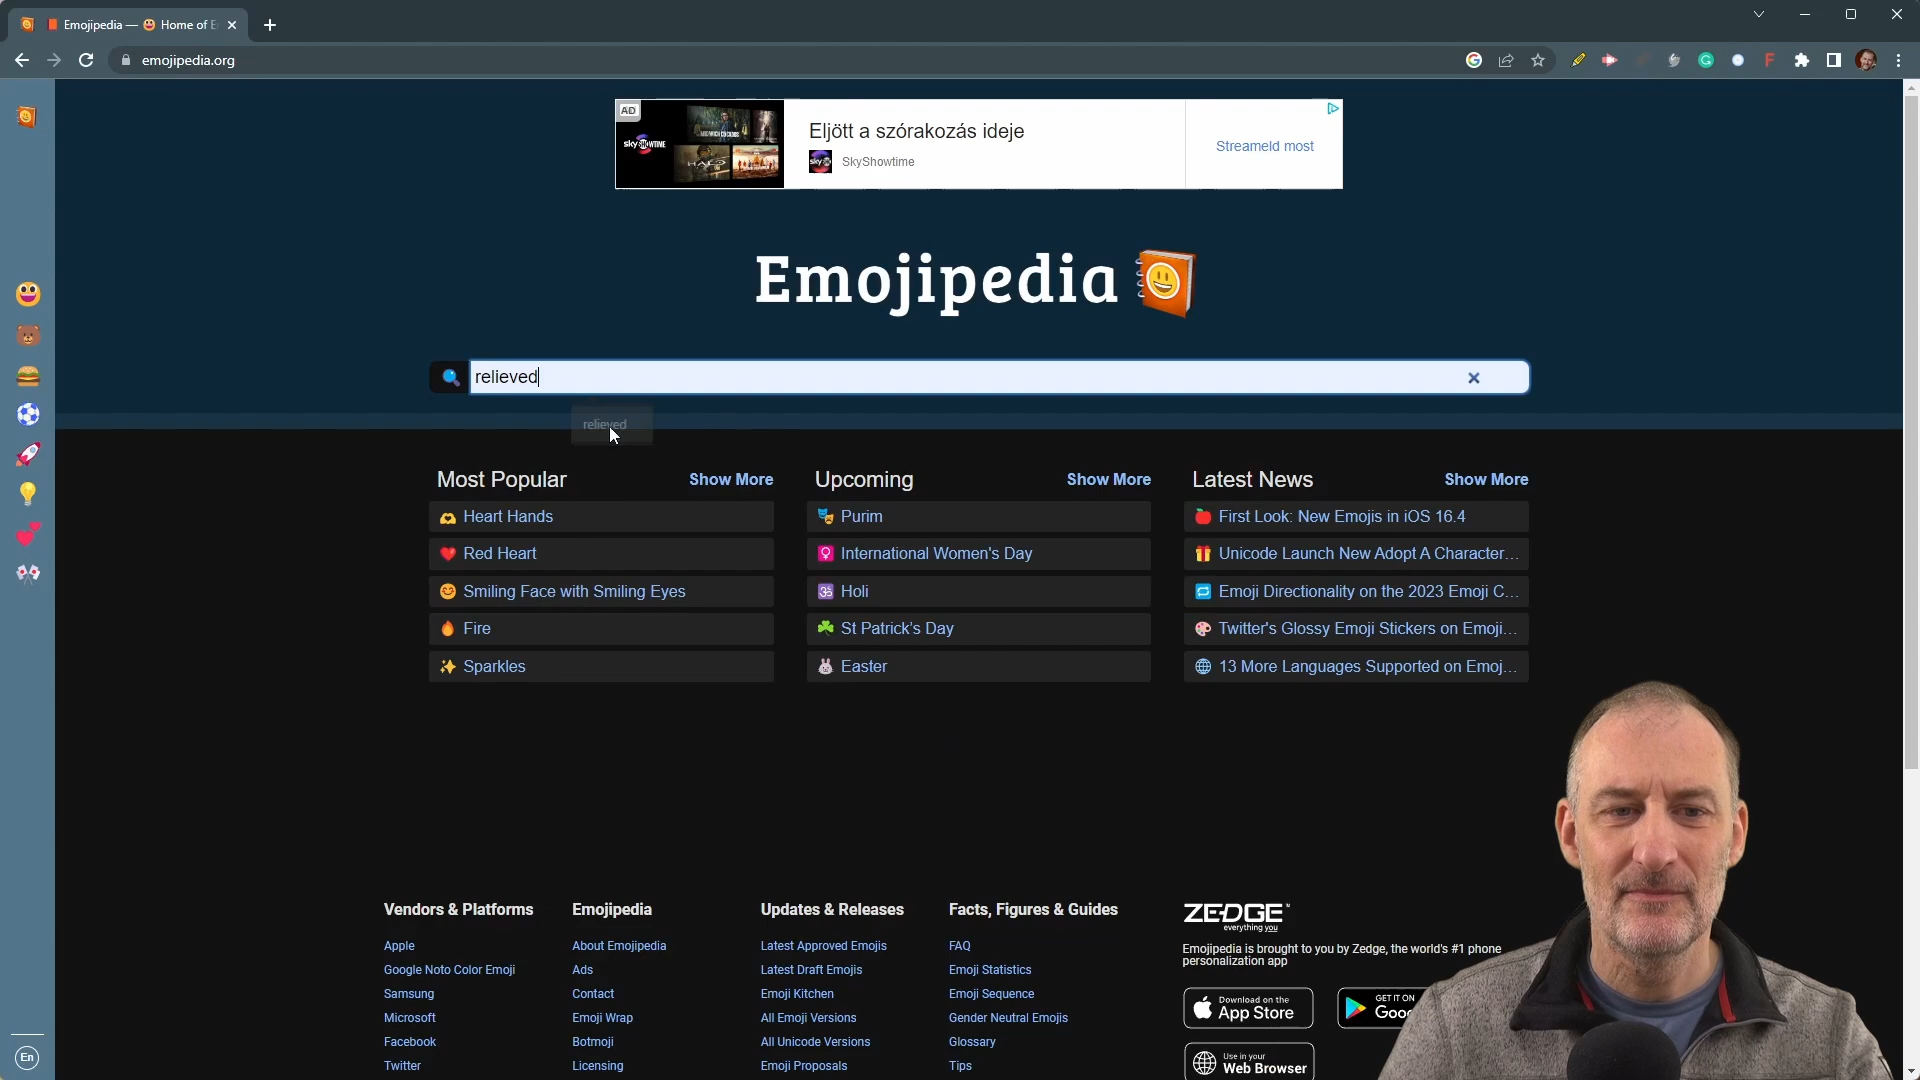 Emojipedia — 😃 Home of E
emojipedia.org
AD
sky SHOWTIME
HALO
Eljött a szórakozás ideje
SkyShowtime
Streameld most
Emojipedia
relieved
relieved
Most Popular
Show More
Heart Hands
Red Heart
Smiling Face with Smiling Eyes
Fire
Sparkles
Upcoming
Show More
Purim
International Women's Day
Holi
St Patrick's Day
Easter
Latest News
Show More
First Look: New Emojis in iOS 16.4
Unicode Launch New Adopt A Character...
Emoji Directionality on the 2023 Emoji C...
Twitter's Glossy Emoji Stickers on Emoji...
13 More Languages Supported on Emoj...
Vendors & Platforms
Apple
Google Noto Color Emoji
Samsung
Microsoft
Facebook
Twitter
Emojipedia
About Emojipedia
Ads
Contact
Emoji Wrap
Botmoji
Licensing
Updates & Releases
Latest Approved Emojis
Latest Draft Emojis
Emoji Kitchen
All Emoji Versions
All Unicode Versions
Emoji Proposals
Facts, Figures & Guides
FAQ
Emoji Statistics
Emoji Sequence
Gender Neutral Emojis
Glossary
Tips
ZEDGE™
everything you
Emojipedia is brought to you by Zedge, the world's #1 phone
personalization app
Download on the
App Store
GET IT ON
Goo
Use in your
Web Browser
En